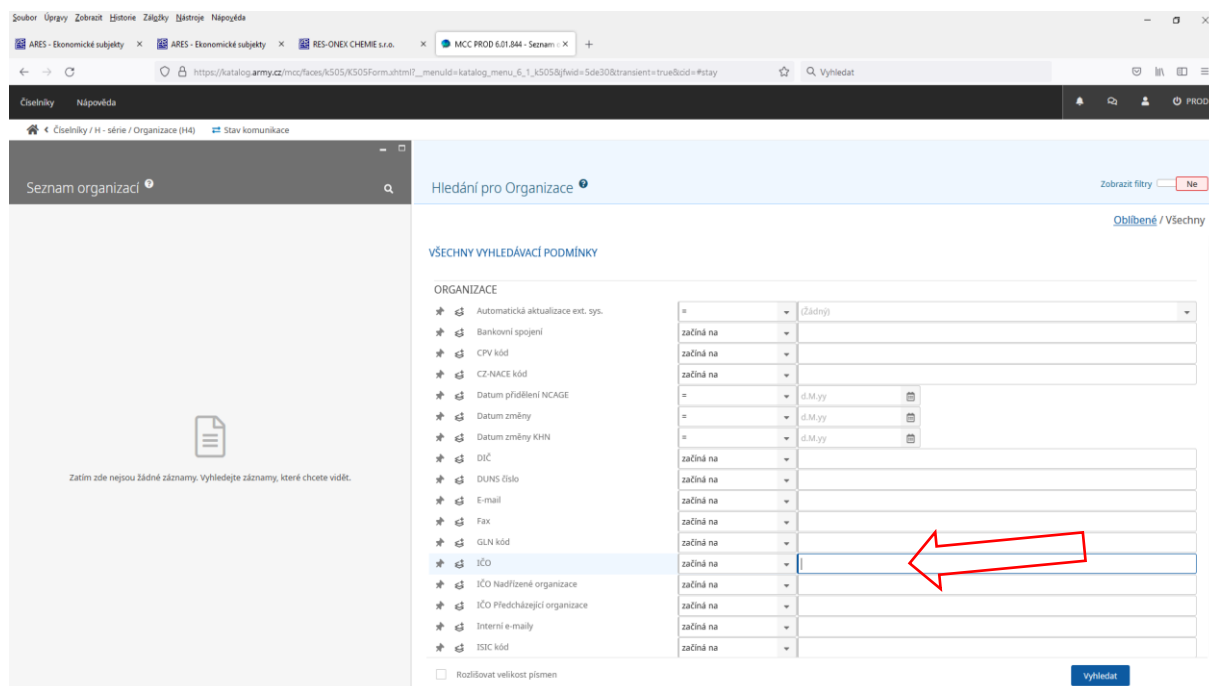 Soubor Úpravy Zobrazit Historie Záložky Nástroje Nápověda
ARES - Ekonomické subjekty × ARES - Ekonomické subjekty × RES-ONEX CHEMIE s.r.o. × MCC PROD 6.01.844 - Seznam × +
https://katalog.army.cz/mcc/faces/k505/K505Form.xhtml?__menuId=katalog_menu_6_1_k505&jfwid=5de30&transient=true&cid=#stay Vyhledat
Číselníky Nápověda PROD
Číselníky / H - série / Organizace (H4) Stav komunikace
Seznam organizací
Hledání pro Organizace
Zobrazit filtry Ne
Oblíbené / Všechny
VŠECHNY VYHLEDÁVACÍ PODMÍNKY
ORGANIZACE
Automatická aktualizace ext. sys. = (Žádný)
Bankovní spojení začíná na
CPV kód začíná na
CZ-NACE kód začíná na
Datum přidělení NCAGE = d.M.yy
Datum změny = d.M.yy
Datum změny KHN = d.M.yy
DIČ začíná na
DUNS číslo začíná na
E-mail začíná na
Fax začíná na
GLN kód začíná na
IČO začíná na
IČO Nadřízené organizace začíná na
IČO Předcházející organizace začíná na
Interní e-maily začíná na
ISIC kód začíná na
Zatím zde nejsou žádné záznamy. Vyhledejte záznamy, které chcete vidět.
Rozlišovat velikost písmen
Vyhledat